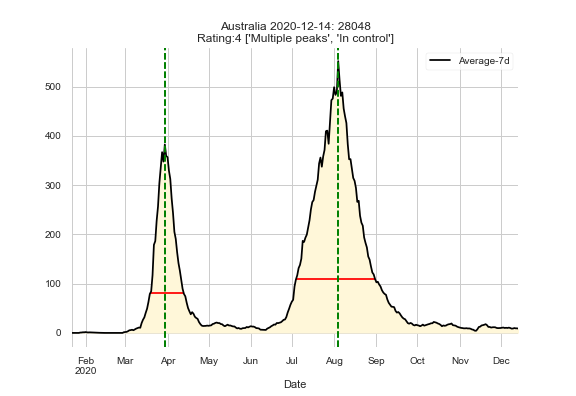 Australia 2020-12-14: 28048
Rating:4 ['Multiple peaks', 'In control']
Average-7d
500
400
300
200
100
0
Feb Mar Apr May Jun Jul Aug Sep Oct Nov Dec
2020
Date